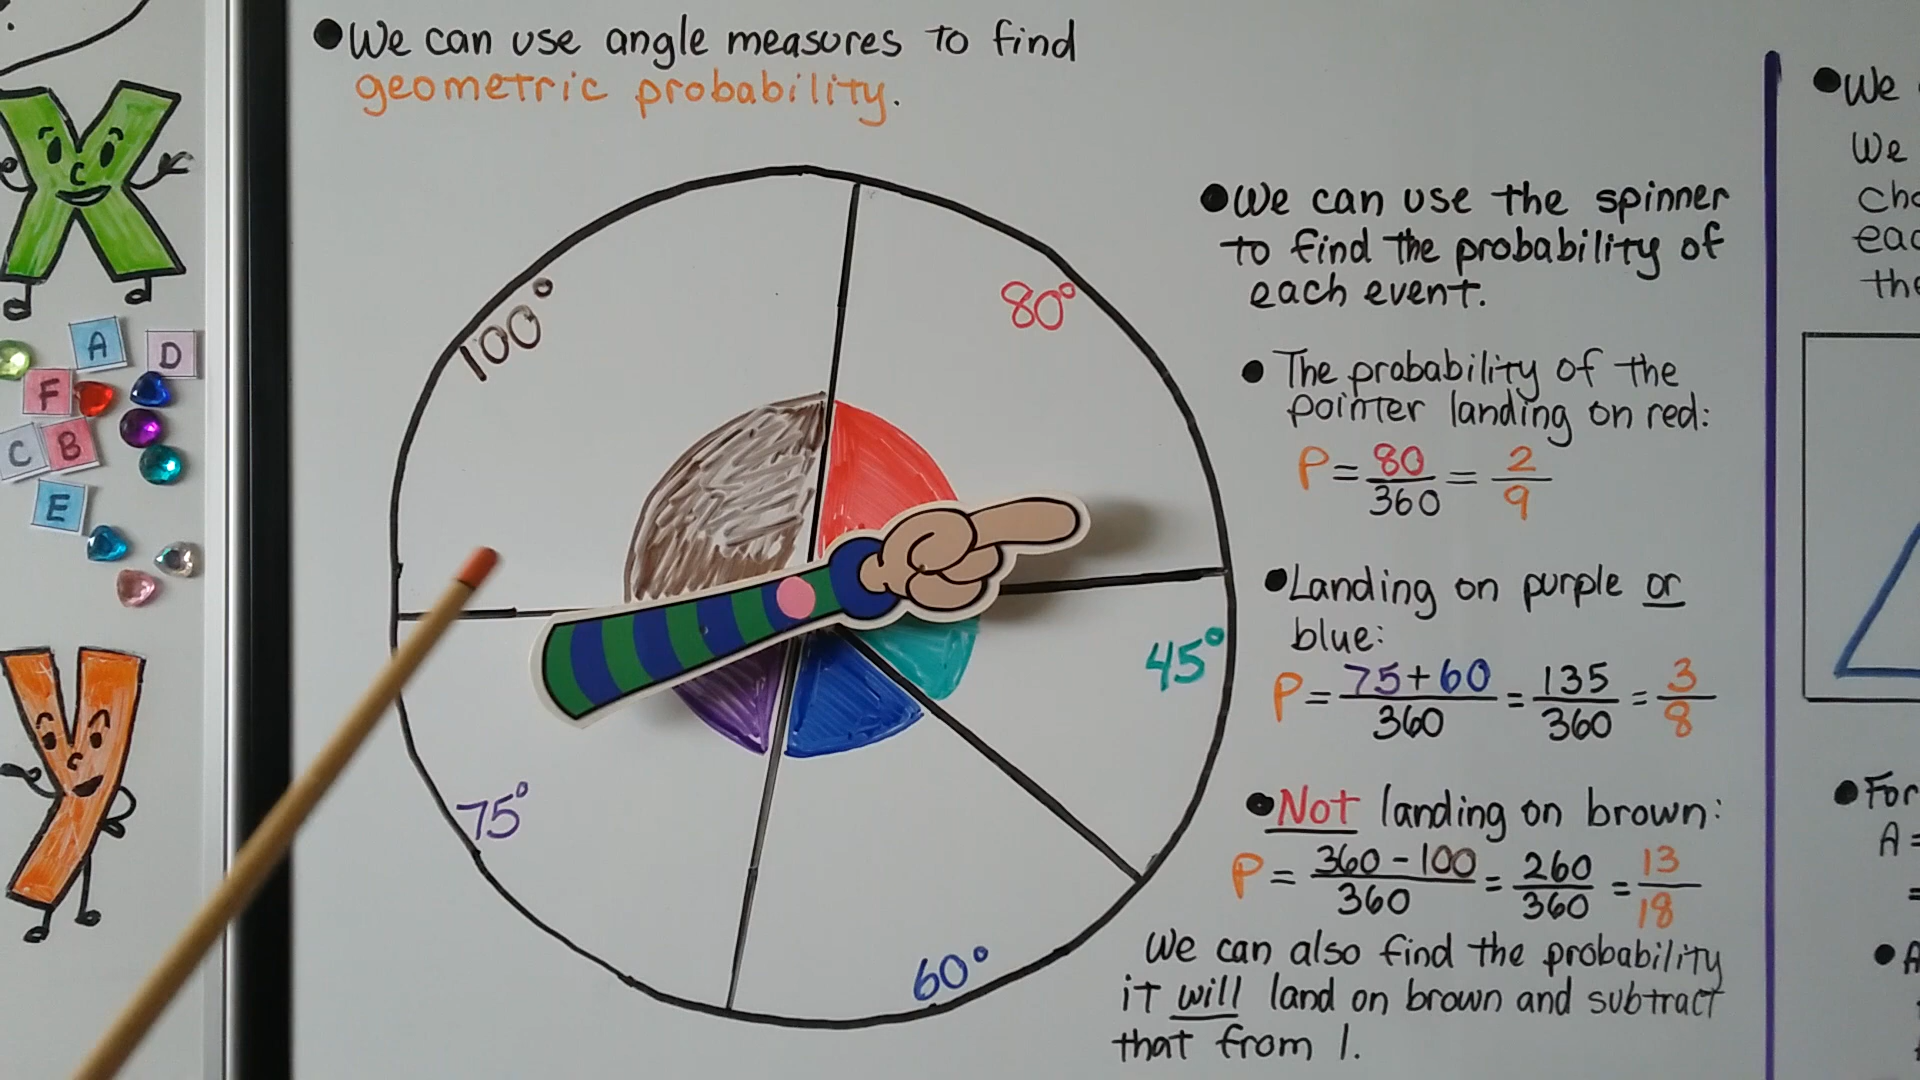 ●We can use angle measures to find
geometric probability.
100°
80°
45°
75°
60°
●We can use the spinner
to find the probability of
each event.
● The probability of the
pointer landing on red:
P = 80/360 = 2/9
●Landing on purple or
blue:
P = 75+60/360 = 135/360 = 3/8
●Not landing on brown:
P = 360-100/360 = 260/360 = 13/18
We can also find the probability
it will land on brown and subtract
that from 1.
A
D
F
C
B
E
●We
We
the
●For
A =
=
●A